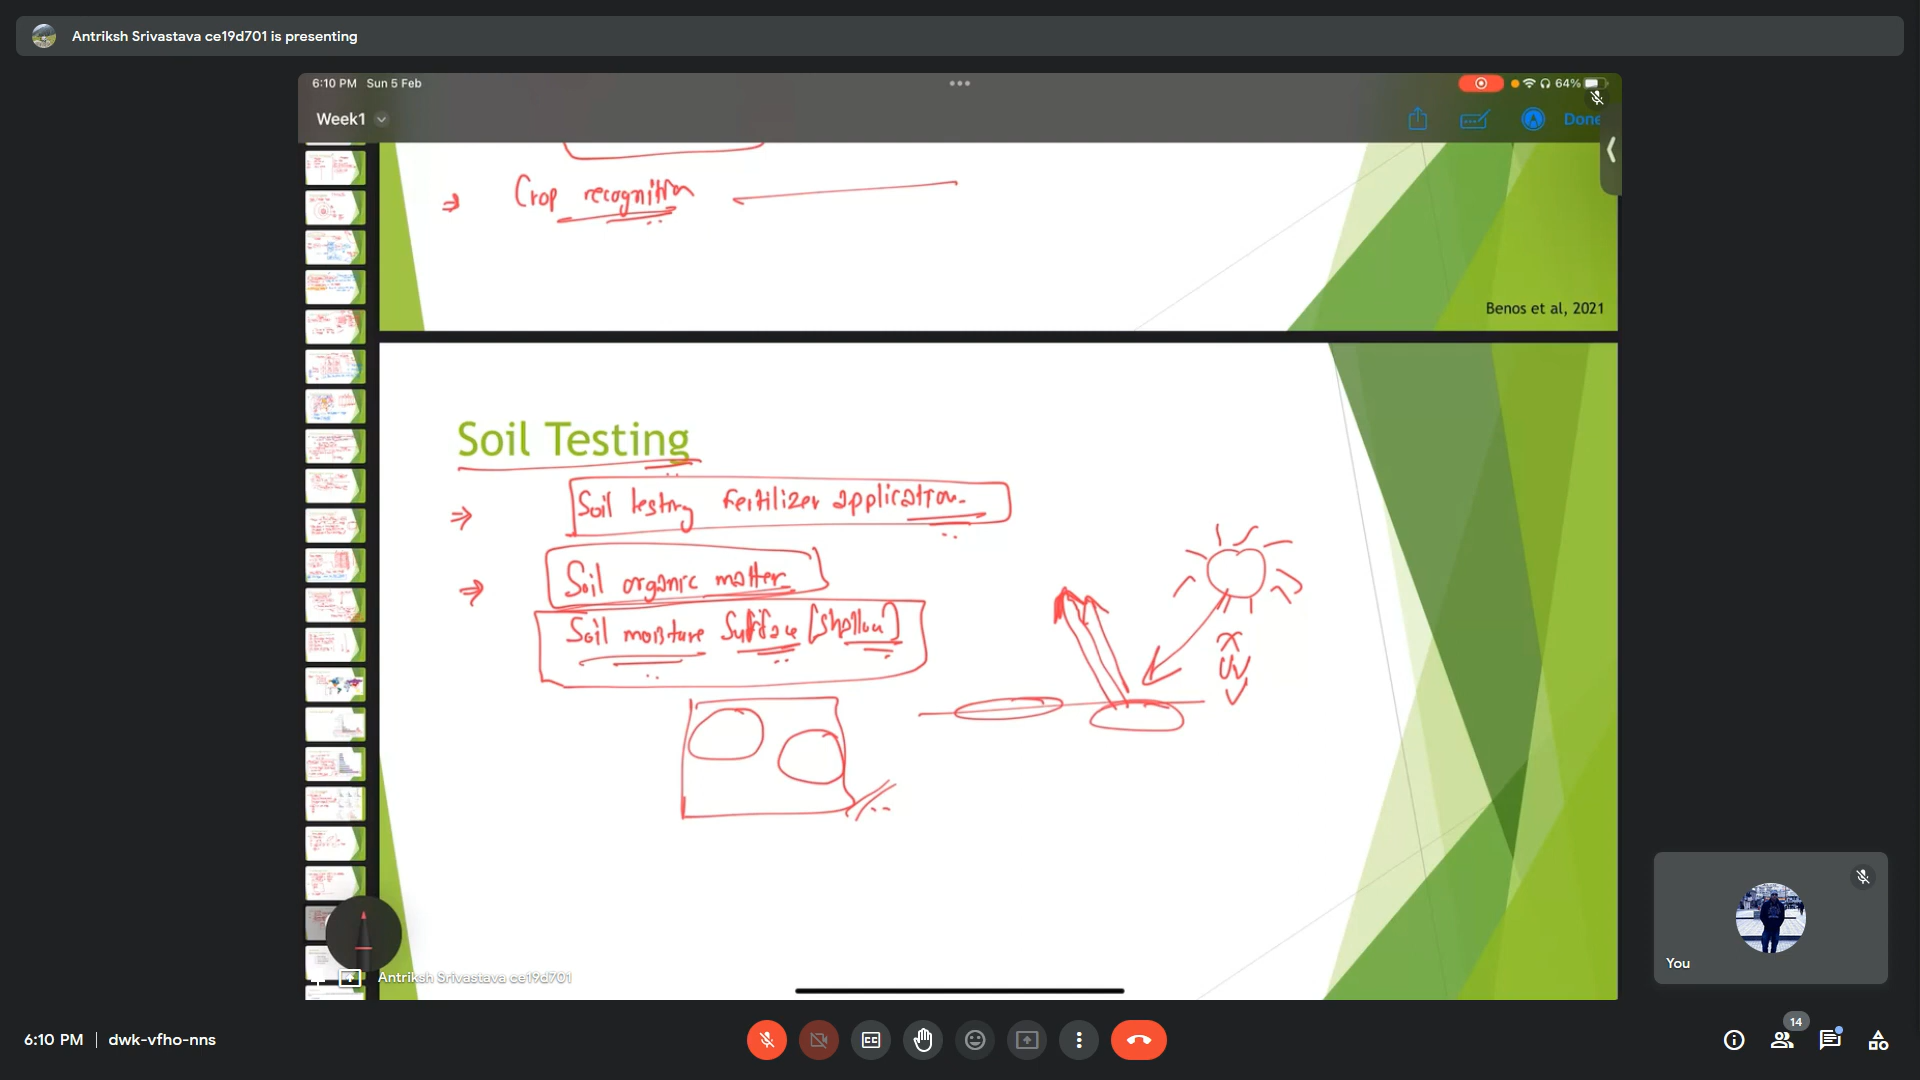 Antriksh Srivastava ce19d701 is presenting
6:10 PM Sun 5 Feb
64%
Week1
Done
Crop recognition
Benos et al, 2021
Soil Testing
Soil testing fertilizer application
Soil organic matter
Soil moisture Surface [shallow]
x
UV
V
Antriksh Srivastava ce19d701
You
6:10 PM | dwk-vfho-nns
CC
14